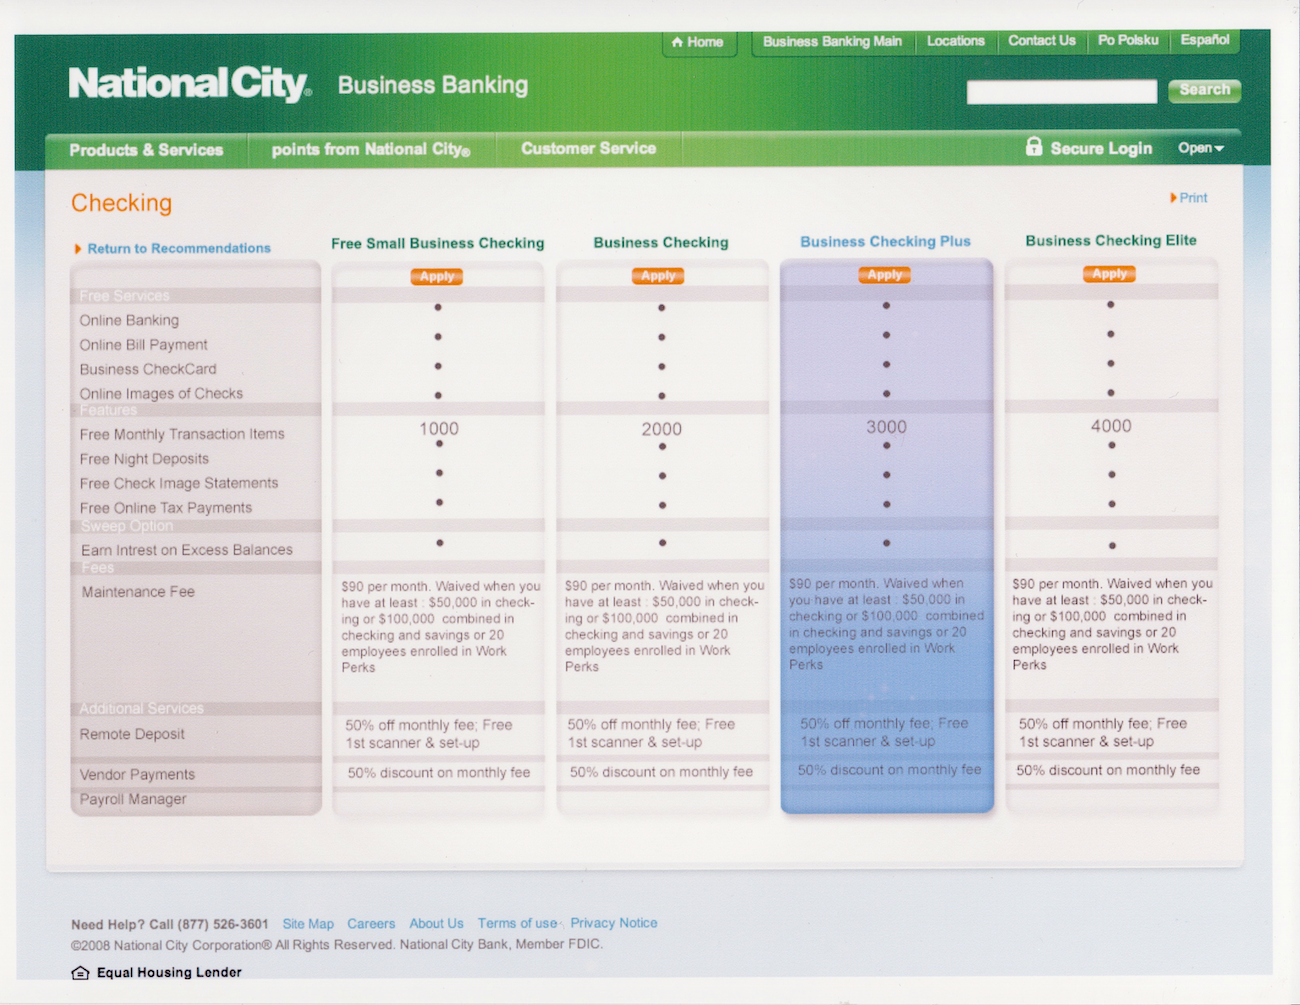 Home
Business Banking Main
Locations
Contact Us
Po Polsku
Español
National City® Business Banking
Search
Products & Services
points from National City®
Customer Service
Secure Login
Open
Checking
Print
Return to Recommendations
Free Small Business Checking
Business Checking
Business Checking Plus
Business Checking Elite
Apply Apply Apply Apply
Free Services
Online Banking • • • •
Online Bill Payment • • • •
Business CheckCard • • • •
Online Images of Checks • • • •
Features
Free Monthly Transaction Items 1000 2000 3000 4000
Free Night Deposits • • • •
Free Check Image Statements • • • •
Free Online Tax Payments • • • •
Sweep Option
Earn Intrest on Excess Balances • • • •
Fees
Maintenance Fee
$90 per month. Waived when you
have at least : $50,000 in check-
ing or $100,000 combined in
checking and savings or 20
employees enrolled in Work
Perks
$90 per month. Waived when you
have at least : $50,000 in check-
ing or $100,000 combined in
checking and savings or 20
employees enrolled in Work
Perks
$90 per month. Waived when
you have at least : $50,000 in
checking or $100,000 combined
in checking and savings or 20
employees enrolled in Work
Perks
$90 per month. Waived when you
have at least : $50,000 in check-
ing or $100,000 combined in
checking and savings or 20
employees enrolled in Work
Perks
Additional Services
Remote Deposit
50% off monthly fee; Free
1st scanner & set-up
50% off monthly fee; Free
1st scanner & set-up
50% off monthly fee; Free
1st scanner & set-up
50% off monthly fee; Free
1st scanner & set-up
Vendor Payments
50% discount on monthly fee
50% discount on monthly fee
50% discount on monthly fee
50% discount on monthly fee
Payroll Manager
Need Help? Call (877) 526-3601 Site Map Careers About Us Terms of use Privacy Notice
©2008 National City Corporation® All Rights Reserved. National City Bank, Member FDIC.
Equal Housing Lender